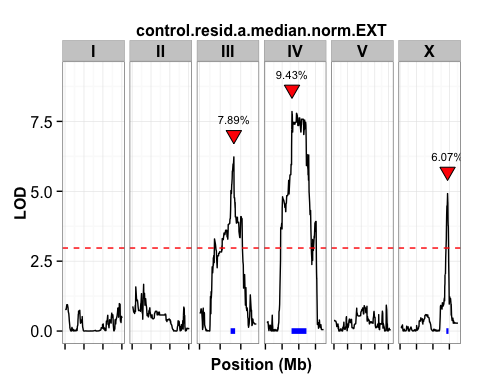 control.resid.a.median.norm.EXT
I II III IV V X
9.43%
7.89%
6.07%
7.5
5.0
2.5
0.0
LOD
Position (Mb)